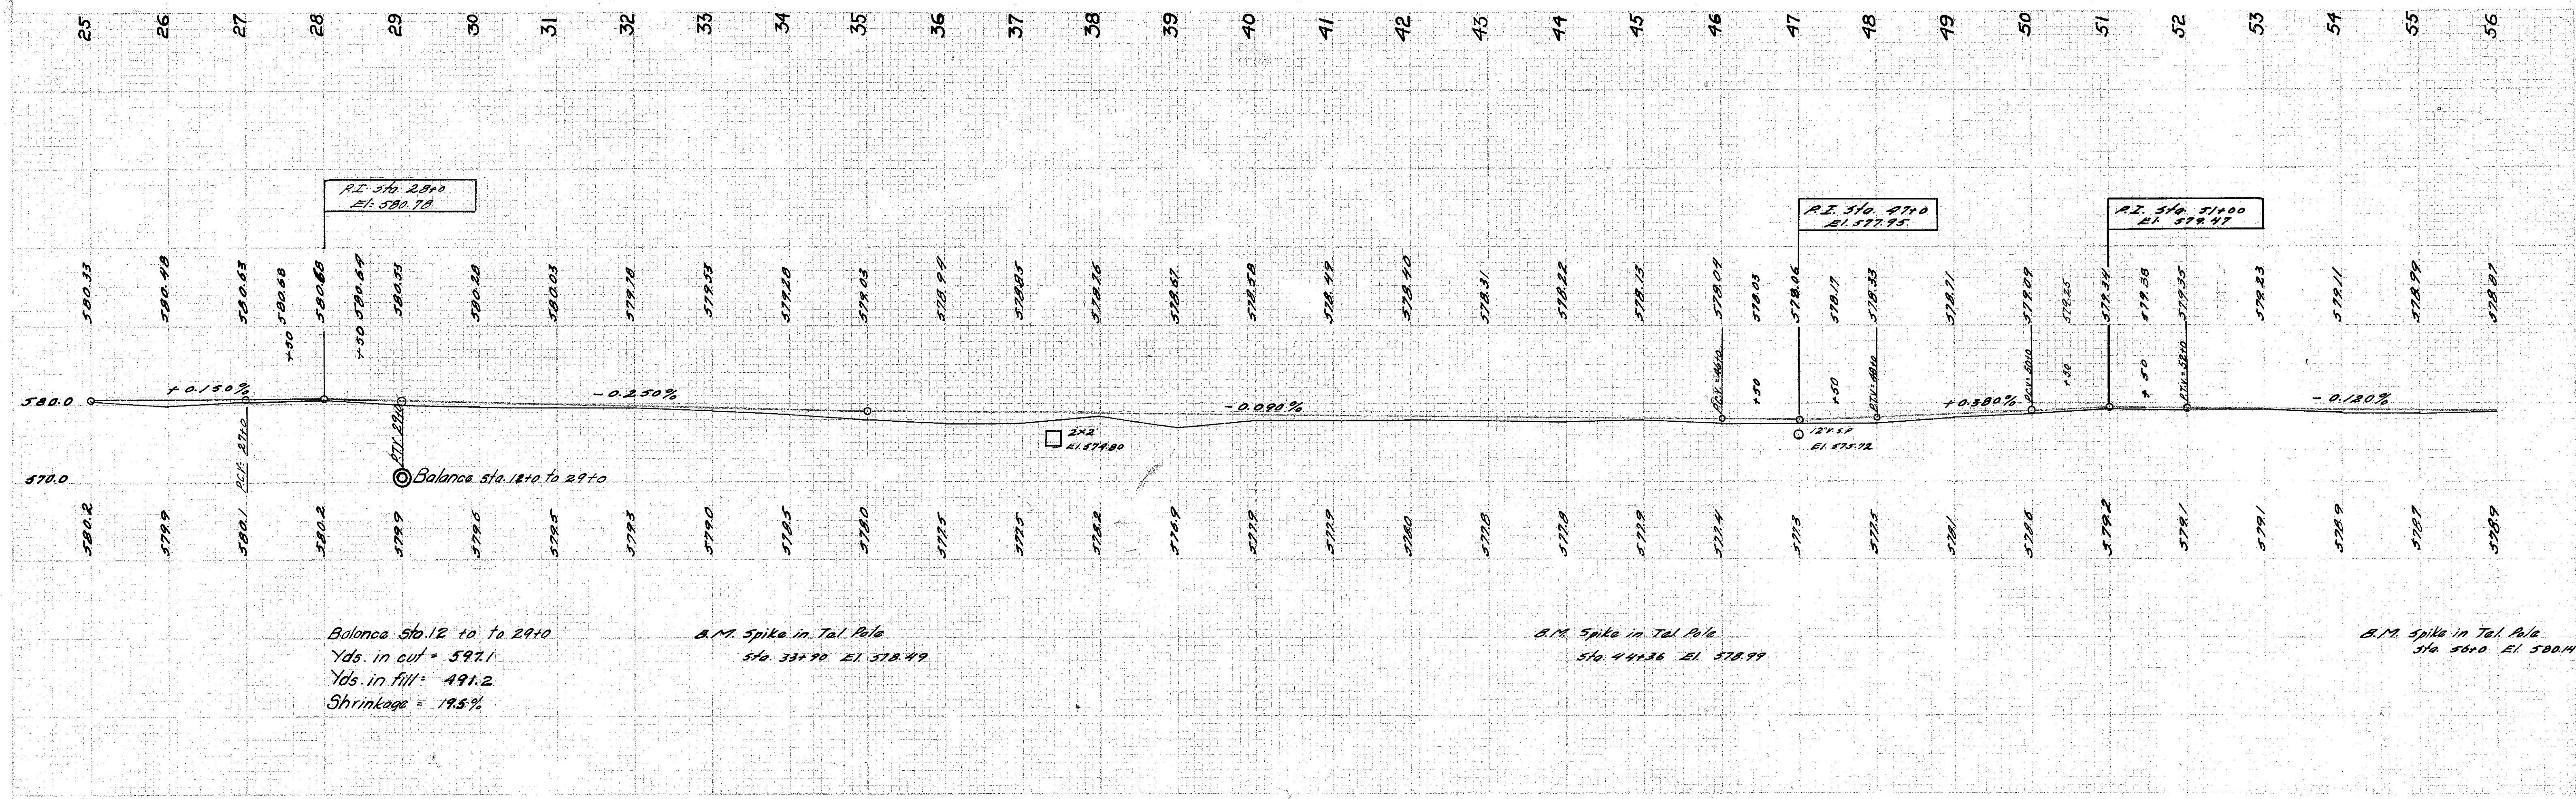 25 26 27 28 29 30 31 32 33 34 35 36 37 38 39 40 41 42 43 44 45 46 47 48 49 50 51 52 53 54 55 56
P.I. Sta. 28+0
El= 580.78
P.I. Sta. 47+0
El. 577.95
P.I. Sta. 51+00
El. 579.47
580.33 580.48 580.63 580.68 580.68 580.64 580.53 580.28 580.03 579.78 579.53 579.28 579.03 578.94 578.85 578.76 578.67 578.58 578.49 578.40 578.31 578.22 578.13 578.04 578.03 578.06 578.17 578.33 578.71 579.09 579.25 579.34 579.38 579.35 579.23 579.11 578.99 578.87
+50 +50 P.C.V.=46+0 +50 +50 P.T.V.=48+0 P.C.V.=50+0 +50 +50 P.T.V.=52+0
580.0 +0.150% -0.250% -0.090% +0.380% -0.120%
P.C.V= 27+0
P.T.V. 29+0
2x2'
El. 574.80
12" V.S.P
El. 575.72
570.0
Balance sta. 12+0 to 29+0
580.2 579.9 580.1 580.2 579.9 579.6 579.5 579.3 579.0 578.5 578.0 577.5 577.5 578.2 576.9 577.9 577.9 578.0 577.8 577.8 577.9 577.4 577.3 577.5 578.1 578.6 579.2 579.1 579.1 578.9 578.7 578.9
Balance Sta. 12 +0 to 29+0
Yds. in cut = 597.1
Yds. in fill = 491.2
Shrinkage = 19.5%
B.M. Spike in Tel Pole
Sta. 33+90 El. 578.49
B.M. Spike in Tel Pole
Sta. 44+36 El. 578.99
B.M. Spike in Tel. Pole
Sta. 56+0 El. 580.14